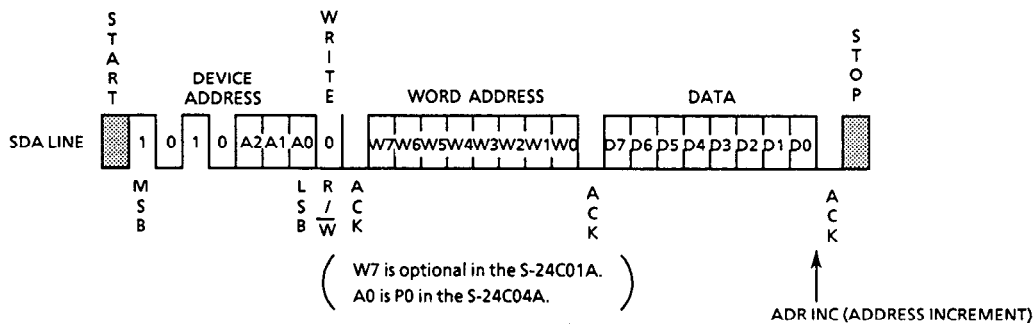 START
WRITE
STOP
DEVICE
ADDRESS
WORD ADDRESS
DATA
SDA LINE
1 0 1 0 A2 A1 A0 0 W7 W6 W5 W4 W3 W2 W1 W0 D7 D6 D5 D4 D3 D2 D1 D0
MSB
LSB
R/W
ACK
ACK
ACK
W7 is optional in the S-24C01A.
A0 is P0 in the S-24C04A.
ADR INC (ADDRESS INCREMENT)